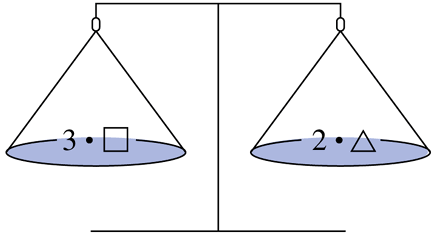 3 • □
2 • △